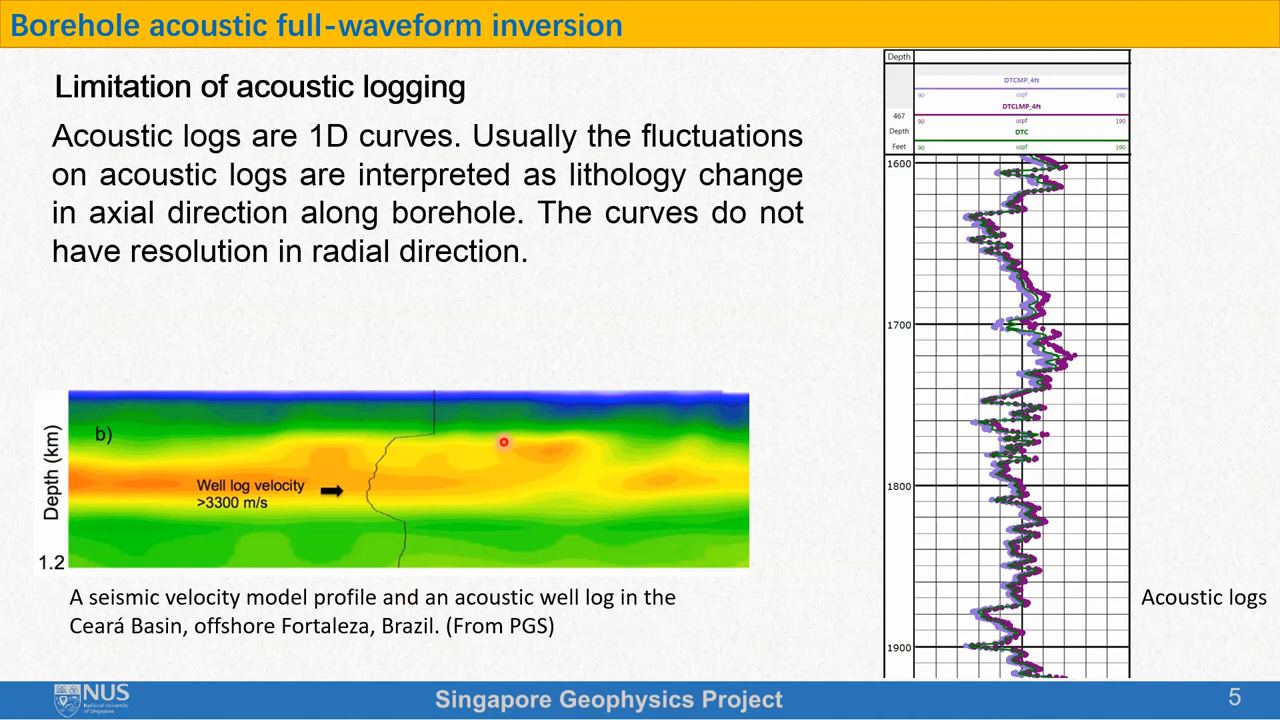 Borehole acoustic full-waveform inversion
Limitation of acoustic logging
Acoustic logs are 1D curves. Usually the fluctuations
on acoustic logs are interpreted as lithology change
in axial direction along borehole. The curves do not
have resolution in radial direction.
b)
Depth (km)
Well log velocity
>3300 m/s
1.2
A seismic velocity model profile and an acoustic well log in the
Ceará Basin, offshore Fortaleza, Brazil. (From PGS)
Depth
DTCMP_4ft
90 uspf 190
DTCLMP_4ft
467
90 uspf 190
Depth
DTC
Feet
90 uspf 190
1600
1700
1800
1900
Acoustic logs
NUS
National University
of Singapore
Singapore Geophysics Project
5